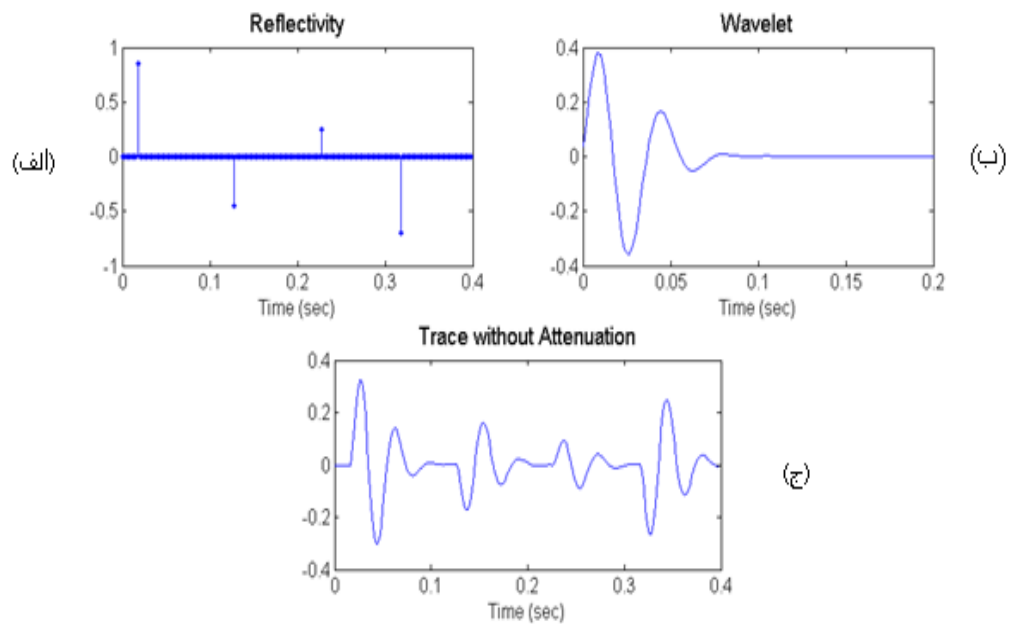 Reflectivity
1
0.5
0
-0.5
-1
0 0.1 0.2 0.3 0.4
Time (sec)
(الف)
Wavelet
0.4
0.2
0
-0.2
-0.4
0 0.05 0.1 0.15 0.2
Time (sec)
(ب)
Trace without Attenuation
0.4
0.2
0
-0.2
-0.4
0 0.1 0.2 0.3 0.4
Time (sec)
(ج)